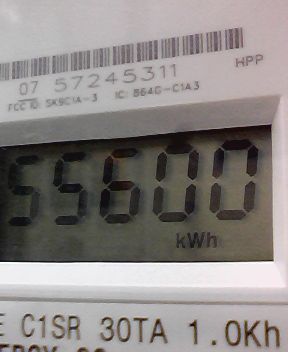 HPP
07 57245311
FCC ID: SK9C1A-3 IC: 864G-C1A3
55600
kWh
E C1SR 30TA 1.0Kh